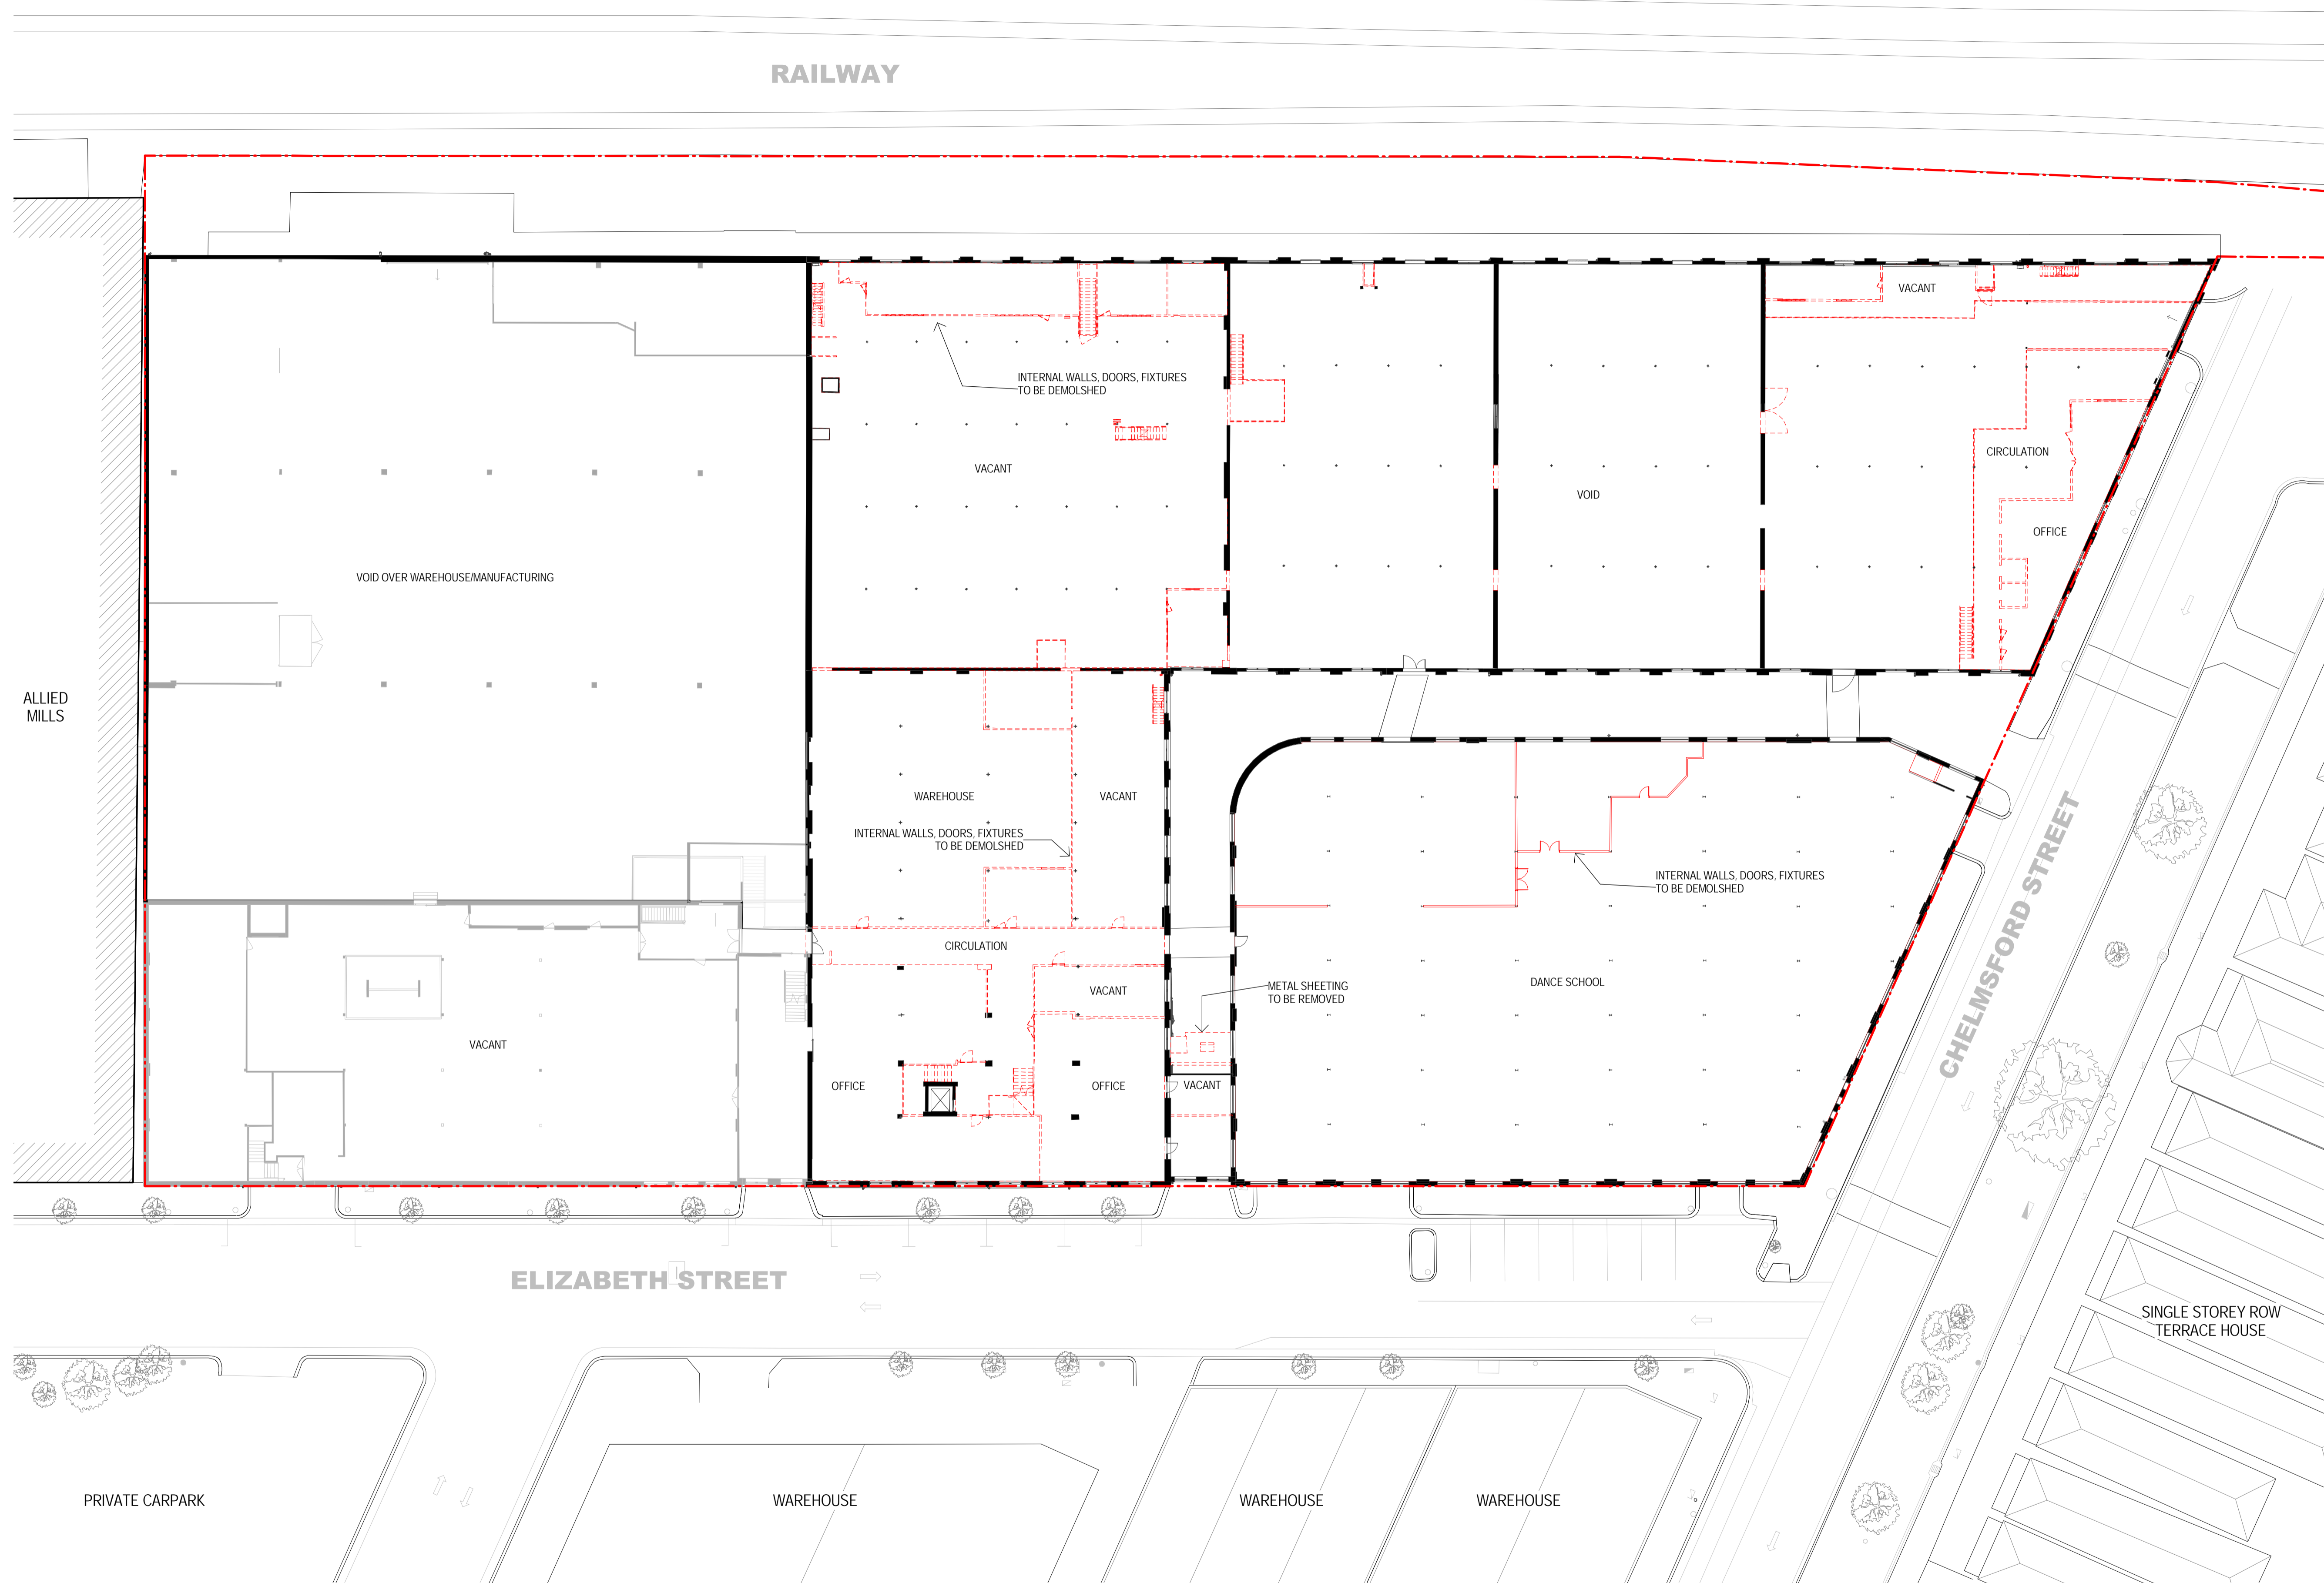 RAILWAY
VACANT
INTERNAL WALLS, DOORS, FIXTURES
TO BE DEMOLSHED
VACANT
CIRCULATION
VOID
OFFICE
VOID OVER WAREHOUSE/MANUFACTURING
ALLIED
MILLS
WAREHOUSE
VACANT
INTERNAL WALLS, DOORS, FIXTURES
TO BE DEMOLSHED
INTERNAL WALLS, DOORS, FIXTURES
TO BE DEMOLSHED
CHELMSFORD STREET
CIRCULATION
DANCE SCHOOL
METAL SHEETING
TO BE REMOVED
VACANT
VACANT
OFFICE
OFFICE
VACANT
ELIZABETH STREET
SINGLE STOREY ROW
TERRACE HOUSE
PRIVATE CARPARK
WAREHOUSE
WAREHOUSE
WAREHOUSE